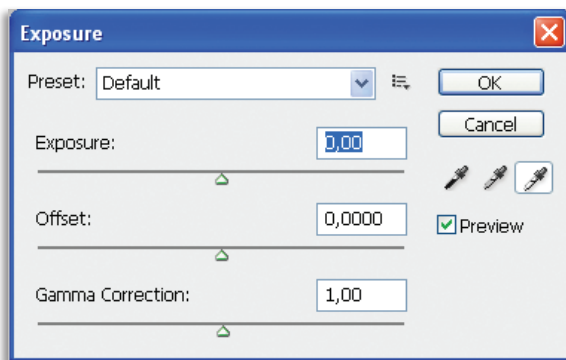 Exposure
Preset: Default
OK
Cancel
Exposure: 0,00
Offset: 0,0000
Preview
Gamma Correction: 1,00